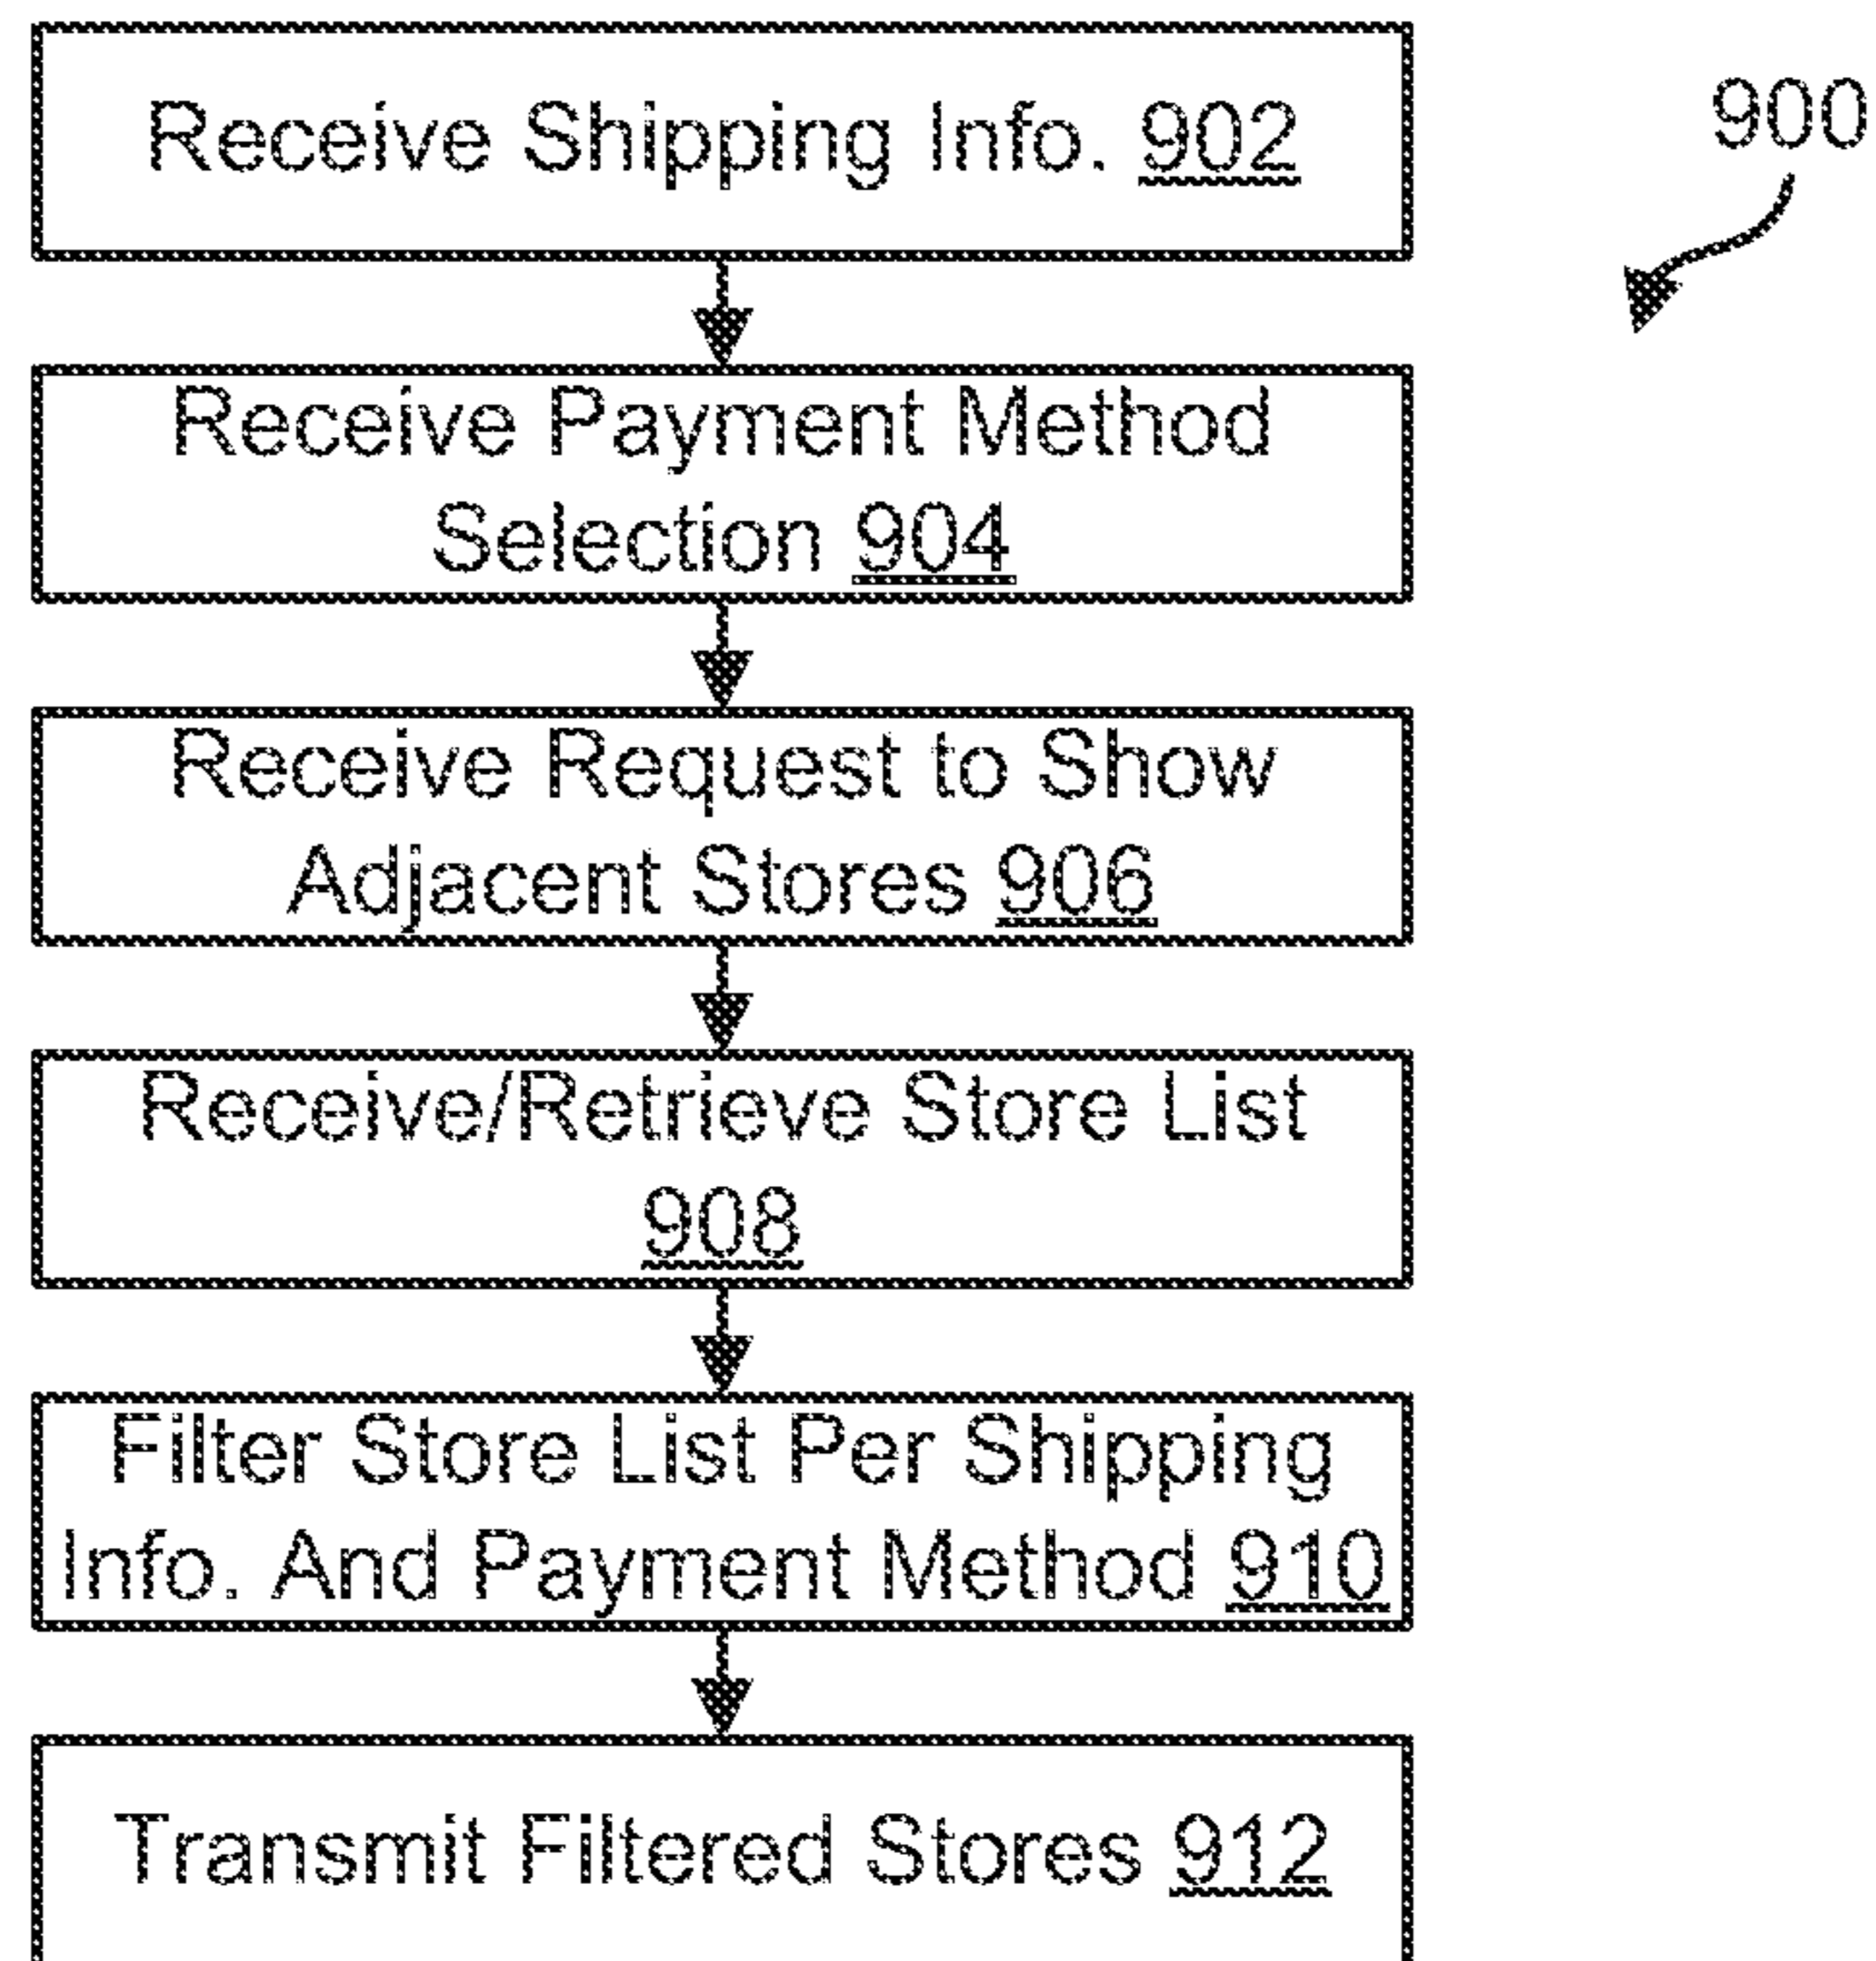 Receive Shipping Info. 902
900
Receive Payment Method
Selection 904
Receive Request to Show
Adjacent Stores 906
Receive/Retrieve Store List
908
Filter Store List Per Shipping
Info. And Payment Method 910
Transmit Filtered Stores 912